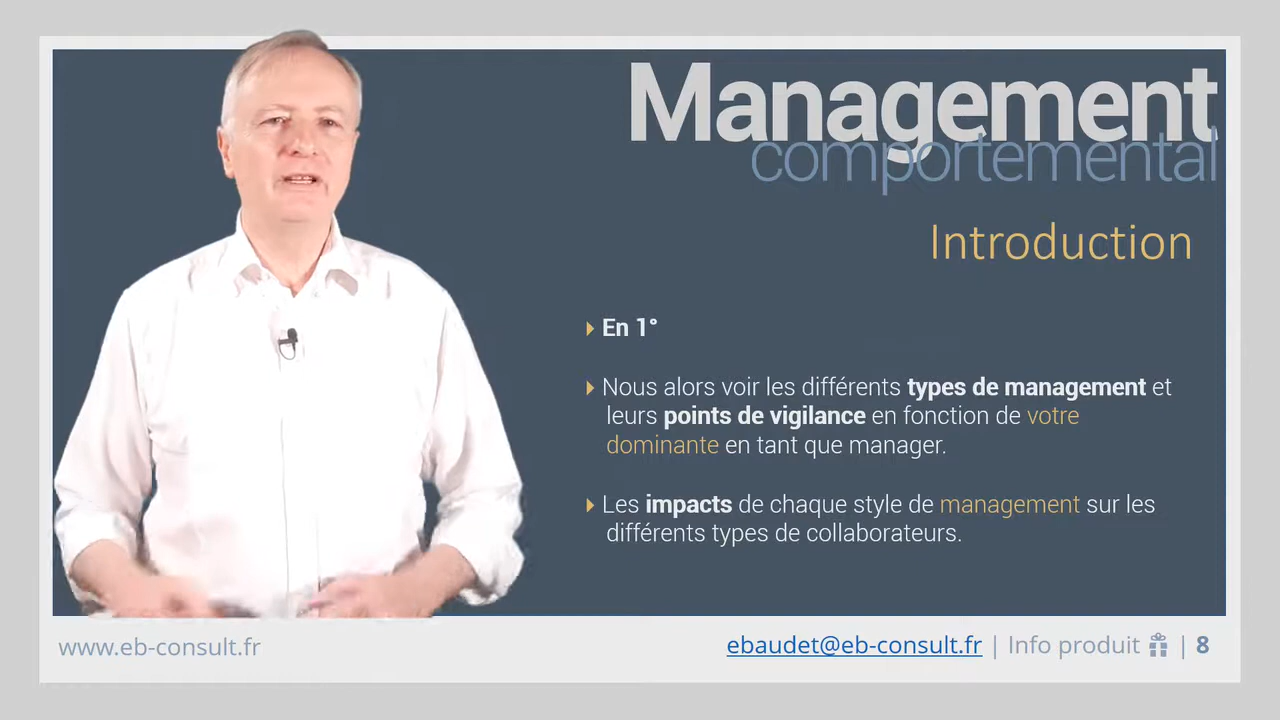 Management
comportemental
Introduction
En 1°
Nous alors voir les différents types de management et
leurs points de vigilance en fonction de votre
dominante en tant que manager.
Les impacts de chaque style de management sur les
différents types de collaborateurs.
www.eb-consult.fr
ebaudet@eb-consult.fr | Info produit | 8